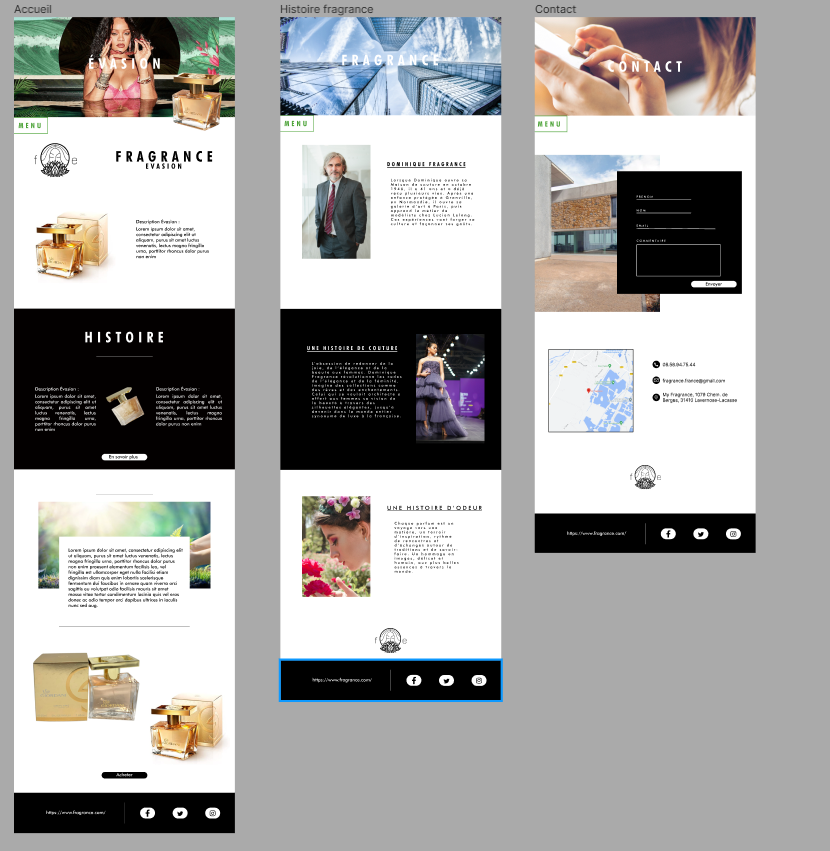 Accueil
ÉVASION
MENU
f e
FRAGRANCE
EVASION
Description Évasion :
Lorem ipsum dolor sit amet,
consectetur adipiscing elit ut
aliquam, purus sit amet luctus
venenatis, lectus magna fringilla
urna, porttitor rhoncus dolor purus
non enim
HISTOIRE
Description Évasion :
Lorem ipsum dolor sit
amet, consectetur
adipiscing elit ut
aliquam, purus sit amet
luctus venenatis, lectus
magna fringilla urna,
porttitor rhoncus dolor
purus non enim
Description Évasion :
Lorem ipsum dolor sit
amet, consectetur
adipiscing elit ut
aliquam, purus sit amet
luctus venenatis, lectus
magna fringilla urna,
porttitor rhoncus dolor
purus non enim
En savoir plus
Lorem ipsum dolor sit amet, consectetur adipiscing elit
ut aliquam, purus sit amet luctus venenatis, lectus
magna fringilla urna, porttitor rhoncus dolor purus
non enim praesent elementum facilisis leo, vel
fringilla est ullamcorper eget nulla facilisi etiam
dignissim diam quis enim lobortis scelerisque
fermentum dui faucibus in ornare quam viverra orci
sagittis eu volutpat odio facilisis mauris sit amet
massa vitae tortor condimentum lacinia quis vel eros
donec ac odio tempor orci dapibus ultrices in iaculis
nunc sed aug.
Acheter
https://www.fragrance.com/
Histoire fragrance
FRAGRANCE
MENU
DOMINIQUE FRAGRANCE
Lorsque Dominique ouvre sa
Maison de couture en octobre
1946, il a 41 ans et a déjà
vécu plusieurs vies. Après une
enfance protégée à Granville,
en Normandie, il ouvre sa
galerie d'art à Paris, puis
apprend le métier de
modéliste chez Lucien Lelong.
Ces expériences vont forger sa
culture et façonner ses goûts.
UNE HISTOIRE DE COUTURE
L'obsession de redonner de la
joie, de l'élégance et de la
beauté aux femmes. Dominique
Fragrance révolutionne les codes
de l'élégance et de la féminité,
imagine des collections comme
des rêves et des enchantements.
Celui qui se voulait architecte a
offert aux femmes sa vision de
la beauté à travers des
silhouettes élégantes, jusqu'à
devenir dans le monde entier
synonyme de luxe à la française.
UNE HISTOIRE D'ODEUR
Chaque parfum est un
voyage vers une
matière, un terroir
d'inspiration, rythmé
de rencontres et
d'échanges autour de
traditions et de savoir-
faire. Un hommage en
images, délicat et
humain, aux plus belles
essences à travers le
monde.
f e
https://www.fragrance.com/
Contact
CONTACT
MENU
PRENOM
NOM
EMAIL
COMMENTAIRE
Envoyer
05.58.94.75.44
fragrance.france@gmail.com
My Fragrance, 1079 Chem. de
Berges, 31410 Lavernose-Lacasse
f e
https://www.fragrance.com/